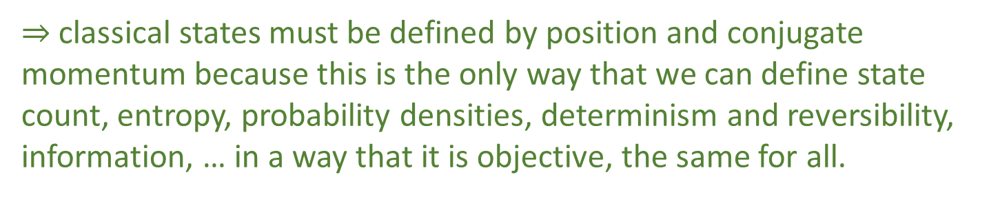 ⇒ classical states must be defined by position and conjugate
momentum because this is the only way that we can define state
count, entropy, probability densities, determinism and reversibility,
information, … in a way that it is objective, the same for all.